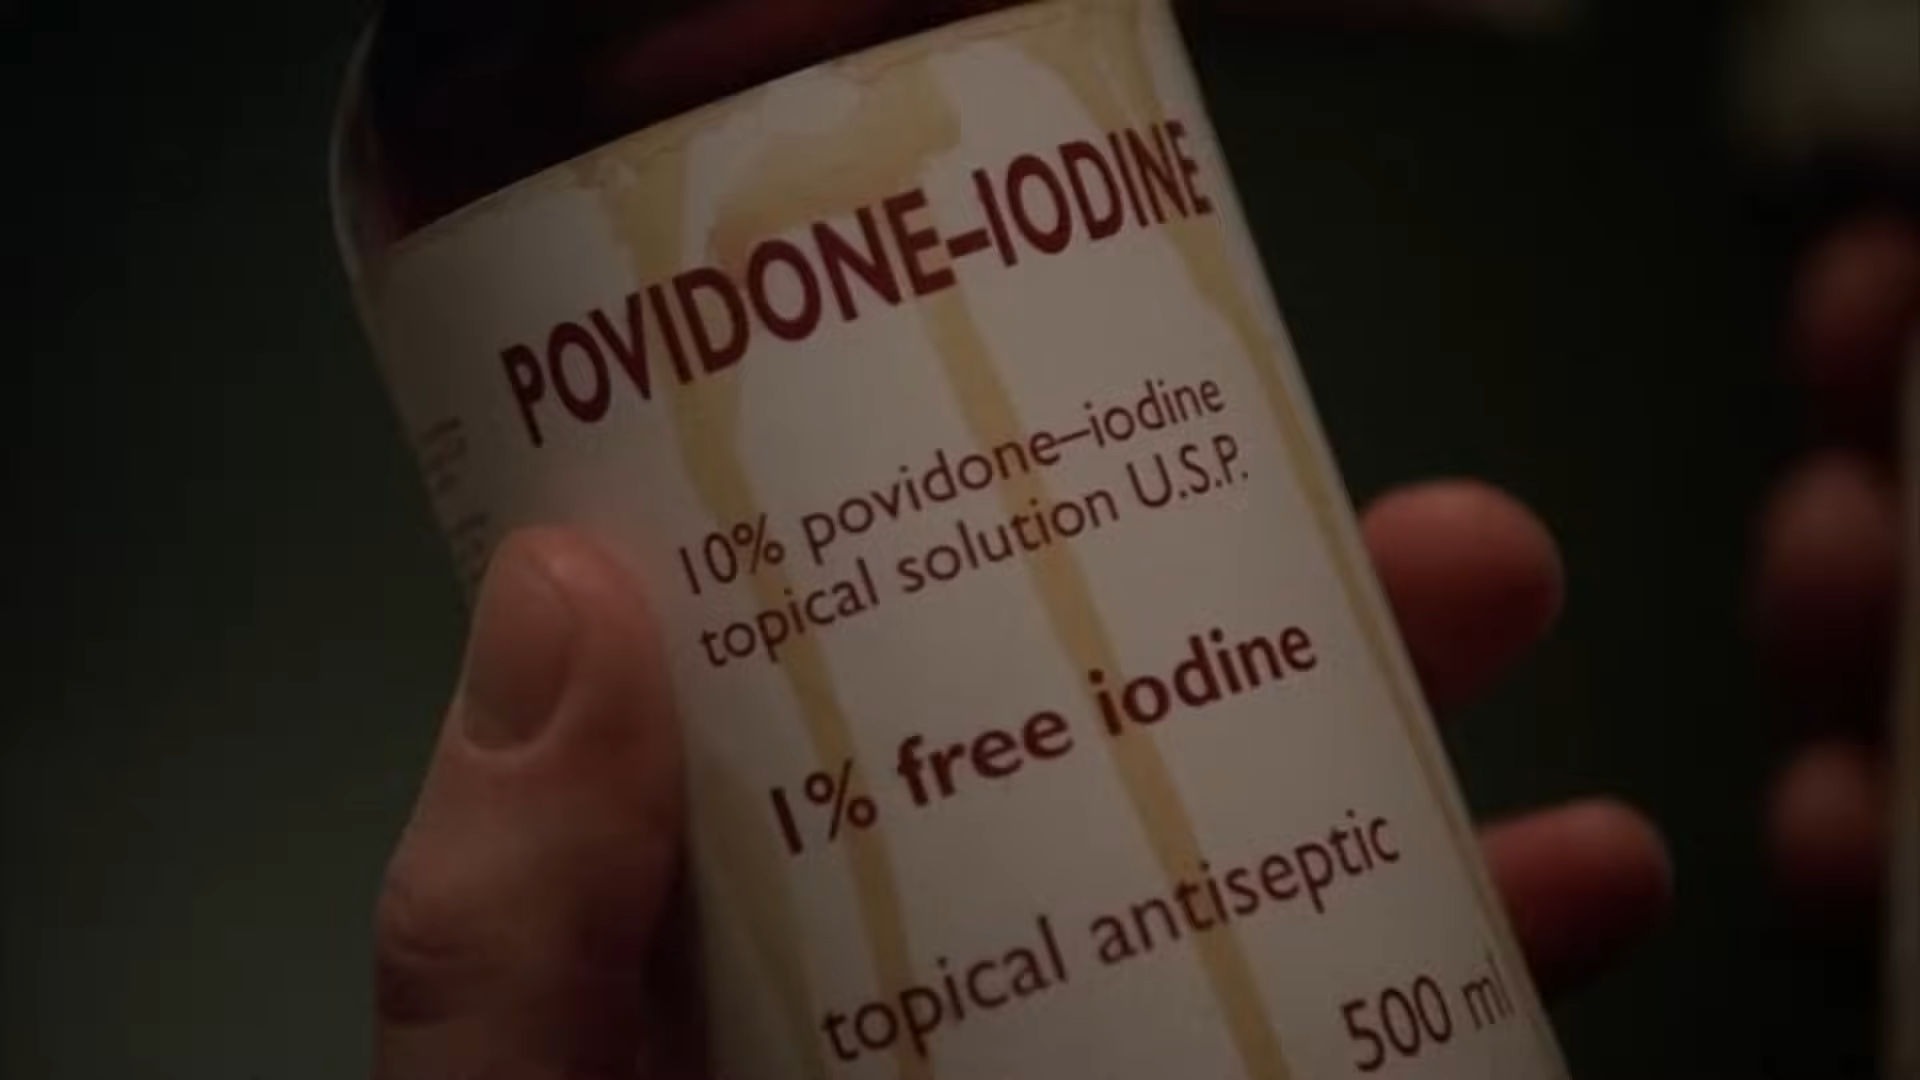 POVIDONE–IODINE
10% povidone–iodine
topical solution U.S.P.
1% free iodine
topical antiseptic
500 ml